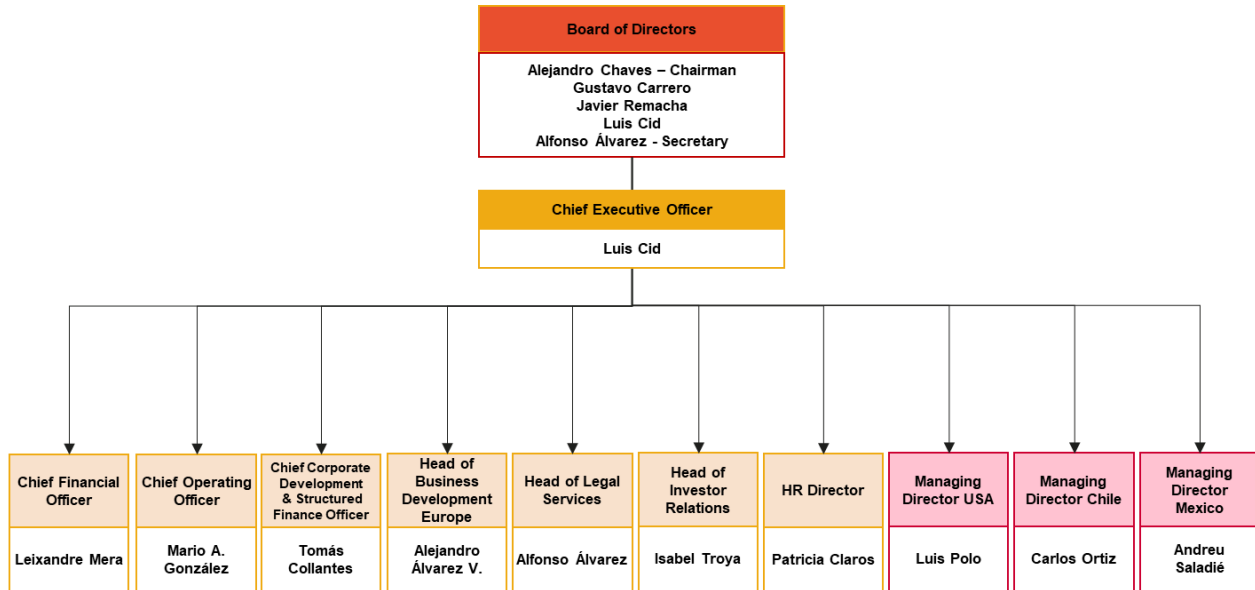 Board of Directors
Alejandro Chaves – Chairman
Gustavo Carrero
Javier Remacha
Luis Cid
Alfonso Álvarez - Secretary
Chief Executive Officer
Luis Cid
Chief Financial
Officer
Leixandre Mera
Chief Operating
Officer
Mario A.
González
Chief Corporate
Development
& Structured
Finance Officer
Tomás
Collantes
Head of
Business
Development
Europe
Alejandro
Álvarez V.
Head of Legal
Services
Alfonso Álvarez
Head of
Investor
Relations
Isabel Troya
HR Director
Patricia Claros
Managing
Director USA
Luis Polo
Managing
Director Chile
Carlos Ortiz
Managing
Director
Mexico
Andreu
Saladié